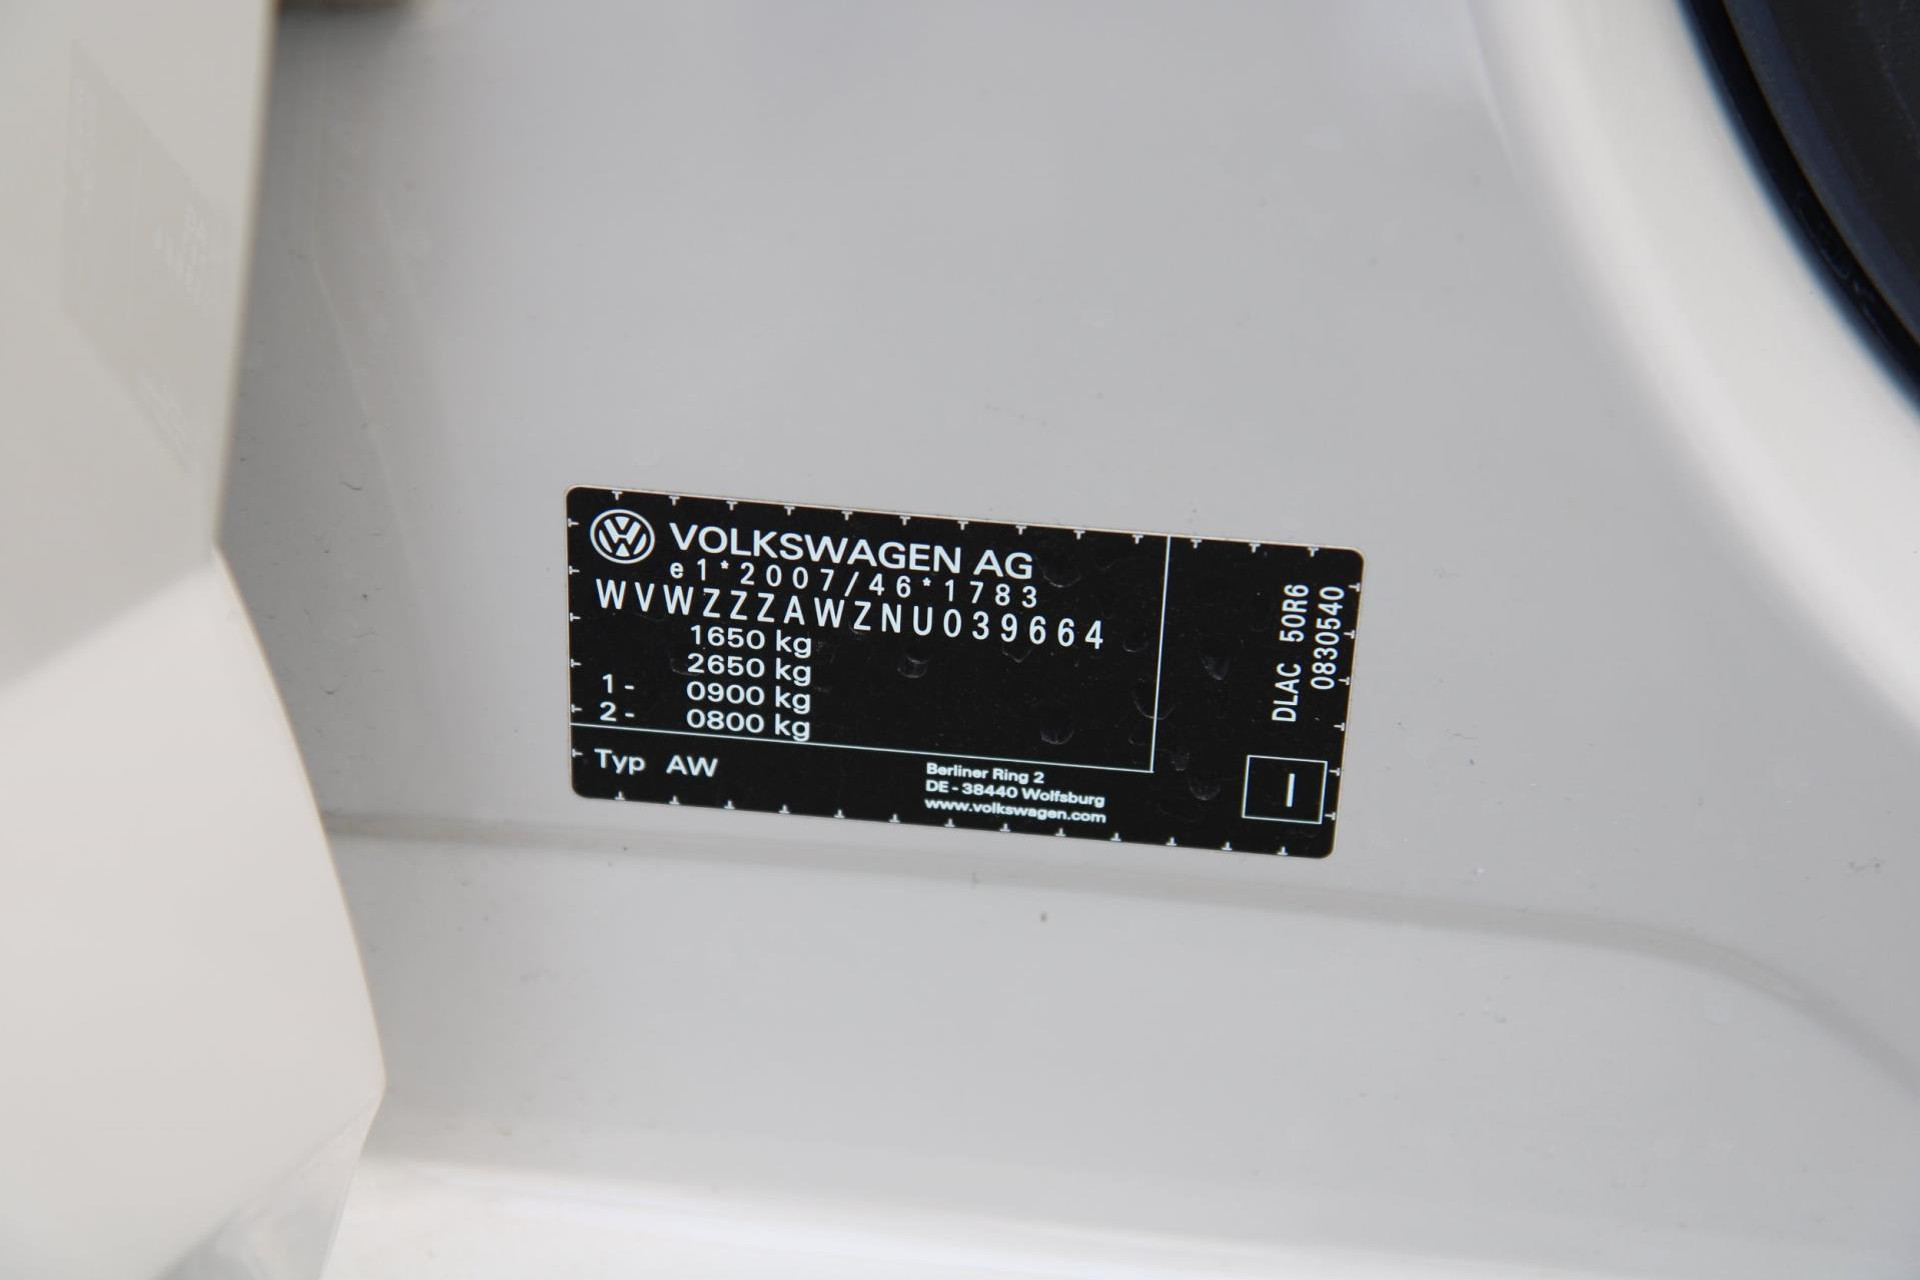 VOLKSWAGEN AG
e1*2007/46*1783
WVWZZZAWZNU039664
1650 kg
2650 kg
1 - 0900 kg
2 - 0800 kg
Typ AW
Berliner Ring 2
DE - 38440 Wolfsburg
www.volkswagen.com
DLAC 50R6
0830540
I